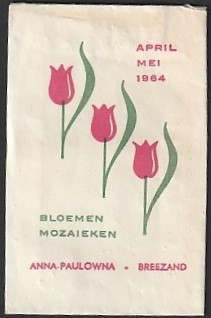 APRIL
MEI
1964
BLOEMEN
MOZAIEKEN
ANNA-PAULOWNA - BREEZAND